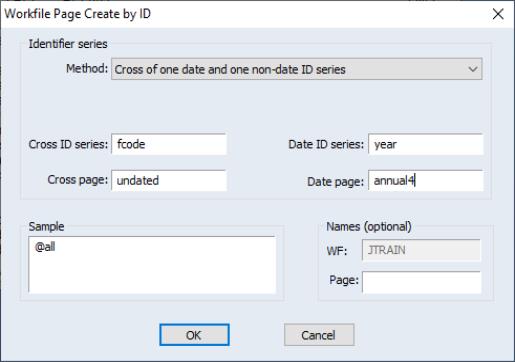 Workfile Page Create by ID
Identifier series
Method: Cross of one date and one non-date ID series
Cross ID series: fcode
Date ID series: year
Cross page: undated
Date page: annual4
Sample
@all
Names (optional)
WF: JTRAIN
Page:
OK
Cancel